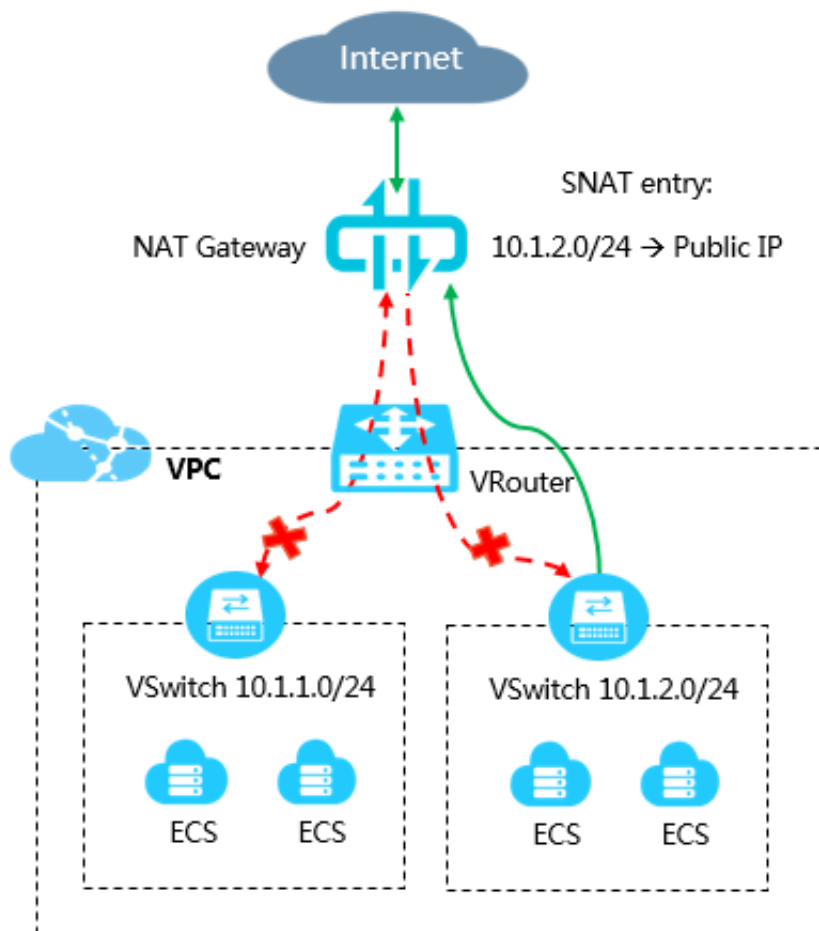 Internet
SNAT entry:
NAT Gateway
10.1.2.0/24 → Public IP
VPC
VRouter
VSwitch 10.1.1.0/24
VSwitch 10.1.2.0/24
ECS
ECS
ECS
ECS